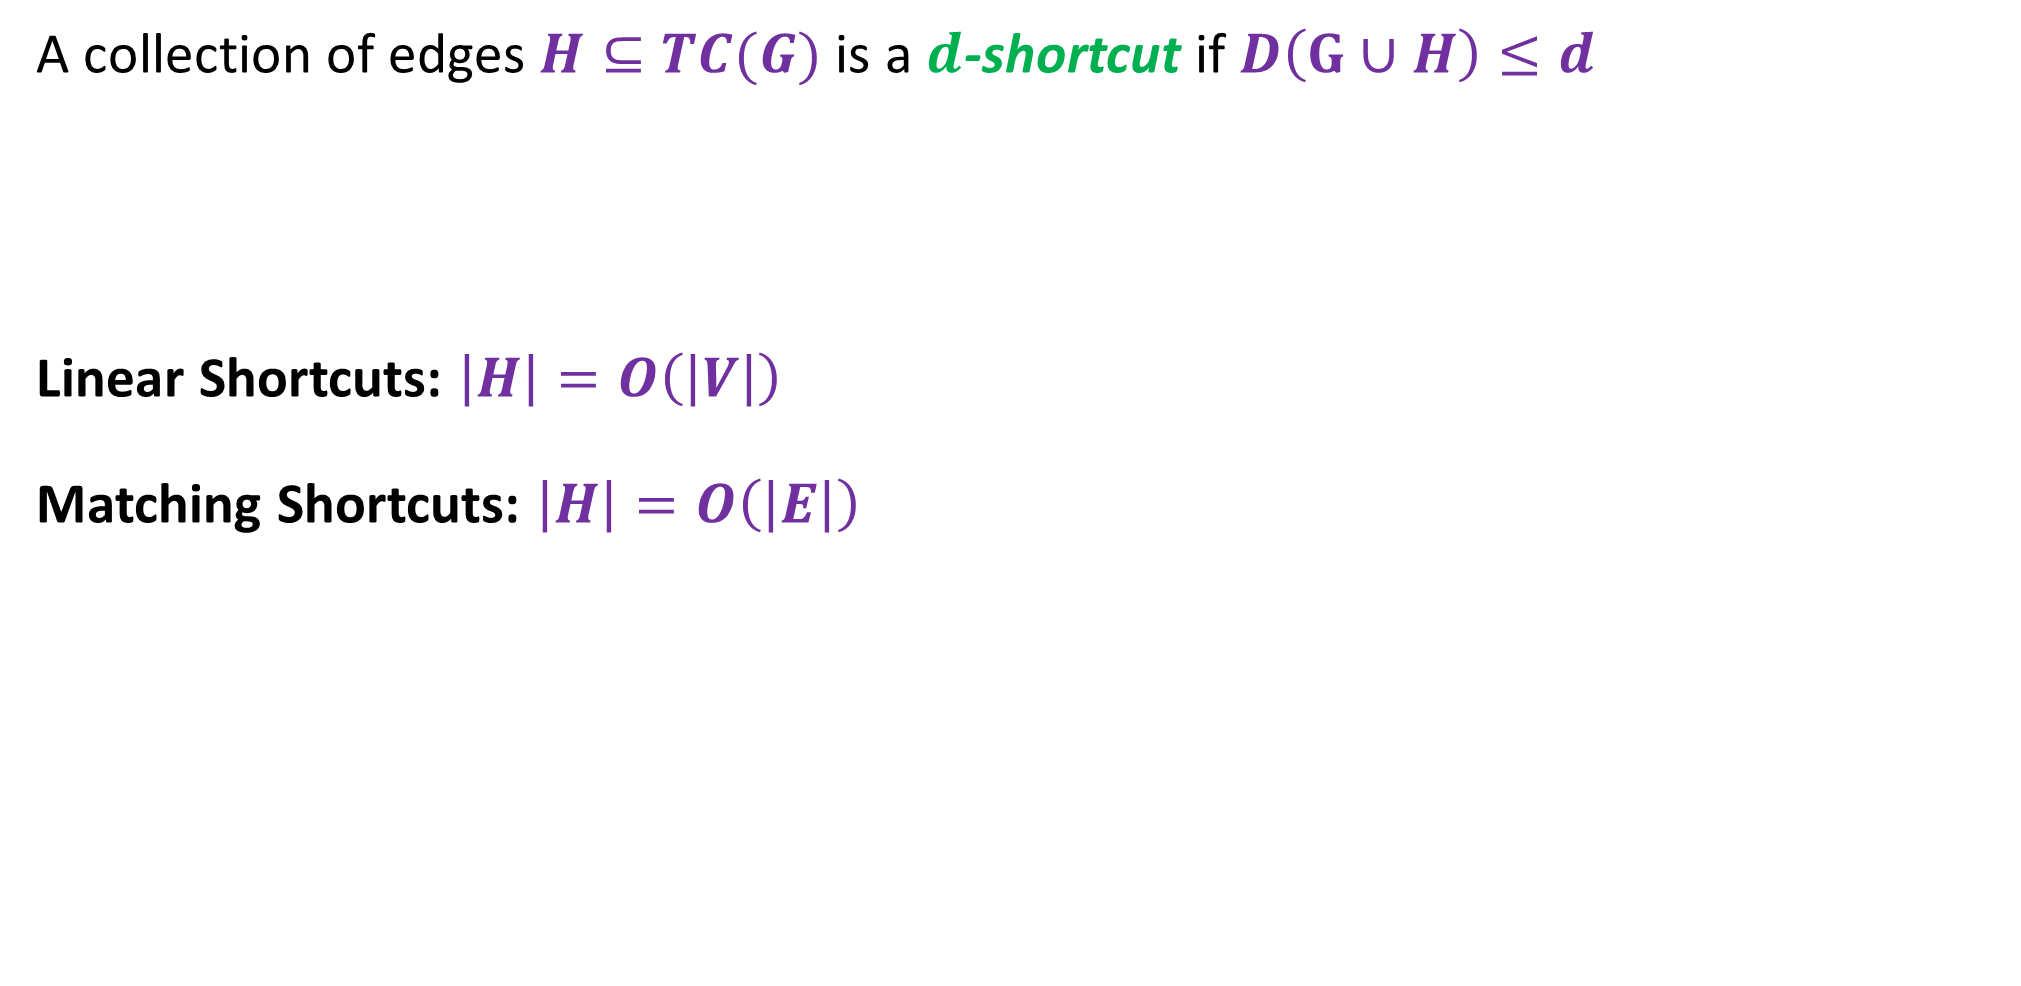 A collection of edges H ⊆ TC(G) is a d-shortcut if D(G ∪ H) ≤ d
Linear Shortcuts: |H| = O(|V|)
Matching Shortcuts: |H| = O(|E|)